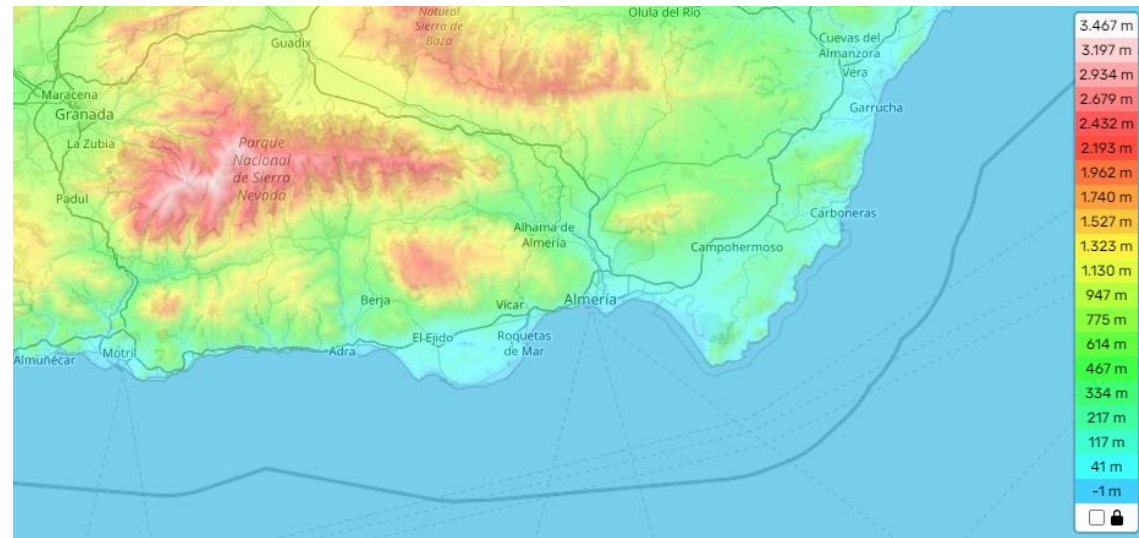 Natural
Sierra de
Baza
Olula del Río
Guadix
Cuevas del
Almanzora
Vera
Maracena
Granada
Garrucha
La Zubia
Parque
Nacional
de Sierra
Nevada
Padul
Carboneras
Alhama de
Almería
Campohermoso
Berja
Vícar
Almería
El Ejido
Roquetas
de Mar
Almuñécar
Motril
Adra
3.467 m
3.197 m
2.934 m
2.679 m
2.432 m
2.193 m
1.962 m
1.740 m
1.527 m
1.323 m
1.130 m
947 m
775 m
614 m
467 m
334 m
217 m
117 m
41 m
-1 m